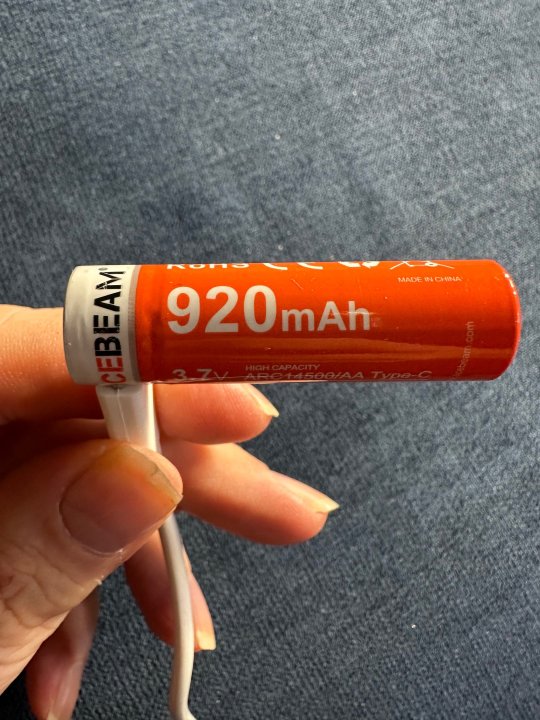 RoHS
MADE IN CHINA
CEBEAM®
920mAh
HIGH CAPACITY
3.7V ARC14500/AA Type-C